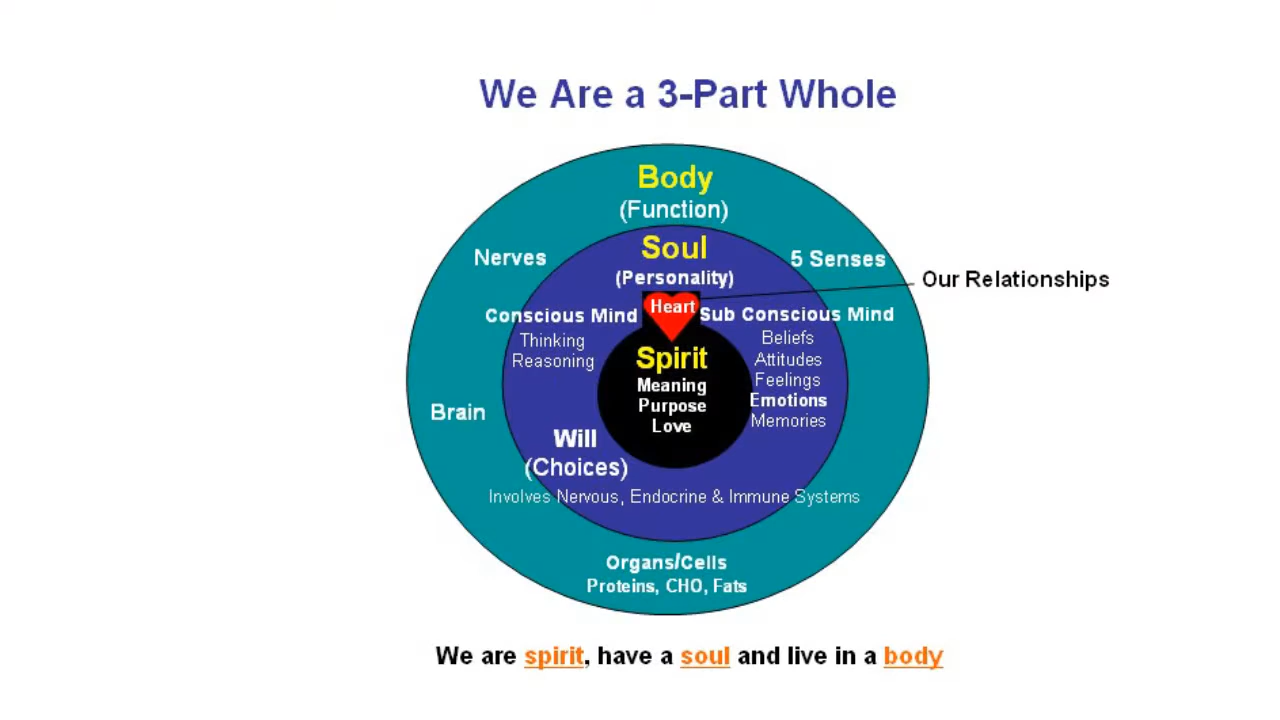 We Are a 3-Part Whole
Body
(Function)
Soul
(Personality)
Nerves
5 Senses
Our Relationships
Heart
Conscious Mind
Thinking
Reasoning
Sub Conscious Mind
Beliefs
Attitudes
Feelings
Emotions
Memories
Spirit
Meaning
Purpose
Love
Brain
Will
(Choices)
Involves Nervous, Endocrine & Immune Systems
Organs/Cells
Proteins, CHO, Fats
We are spirit, have a soul and live in a body